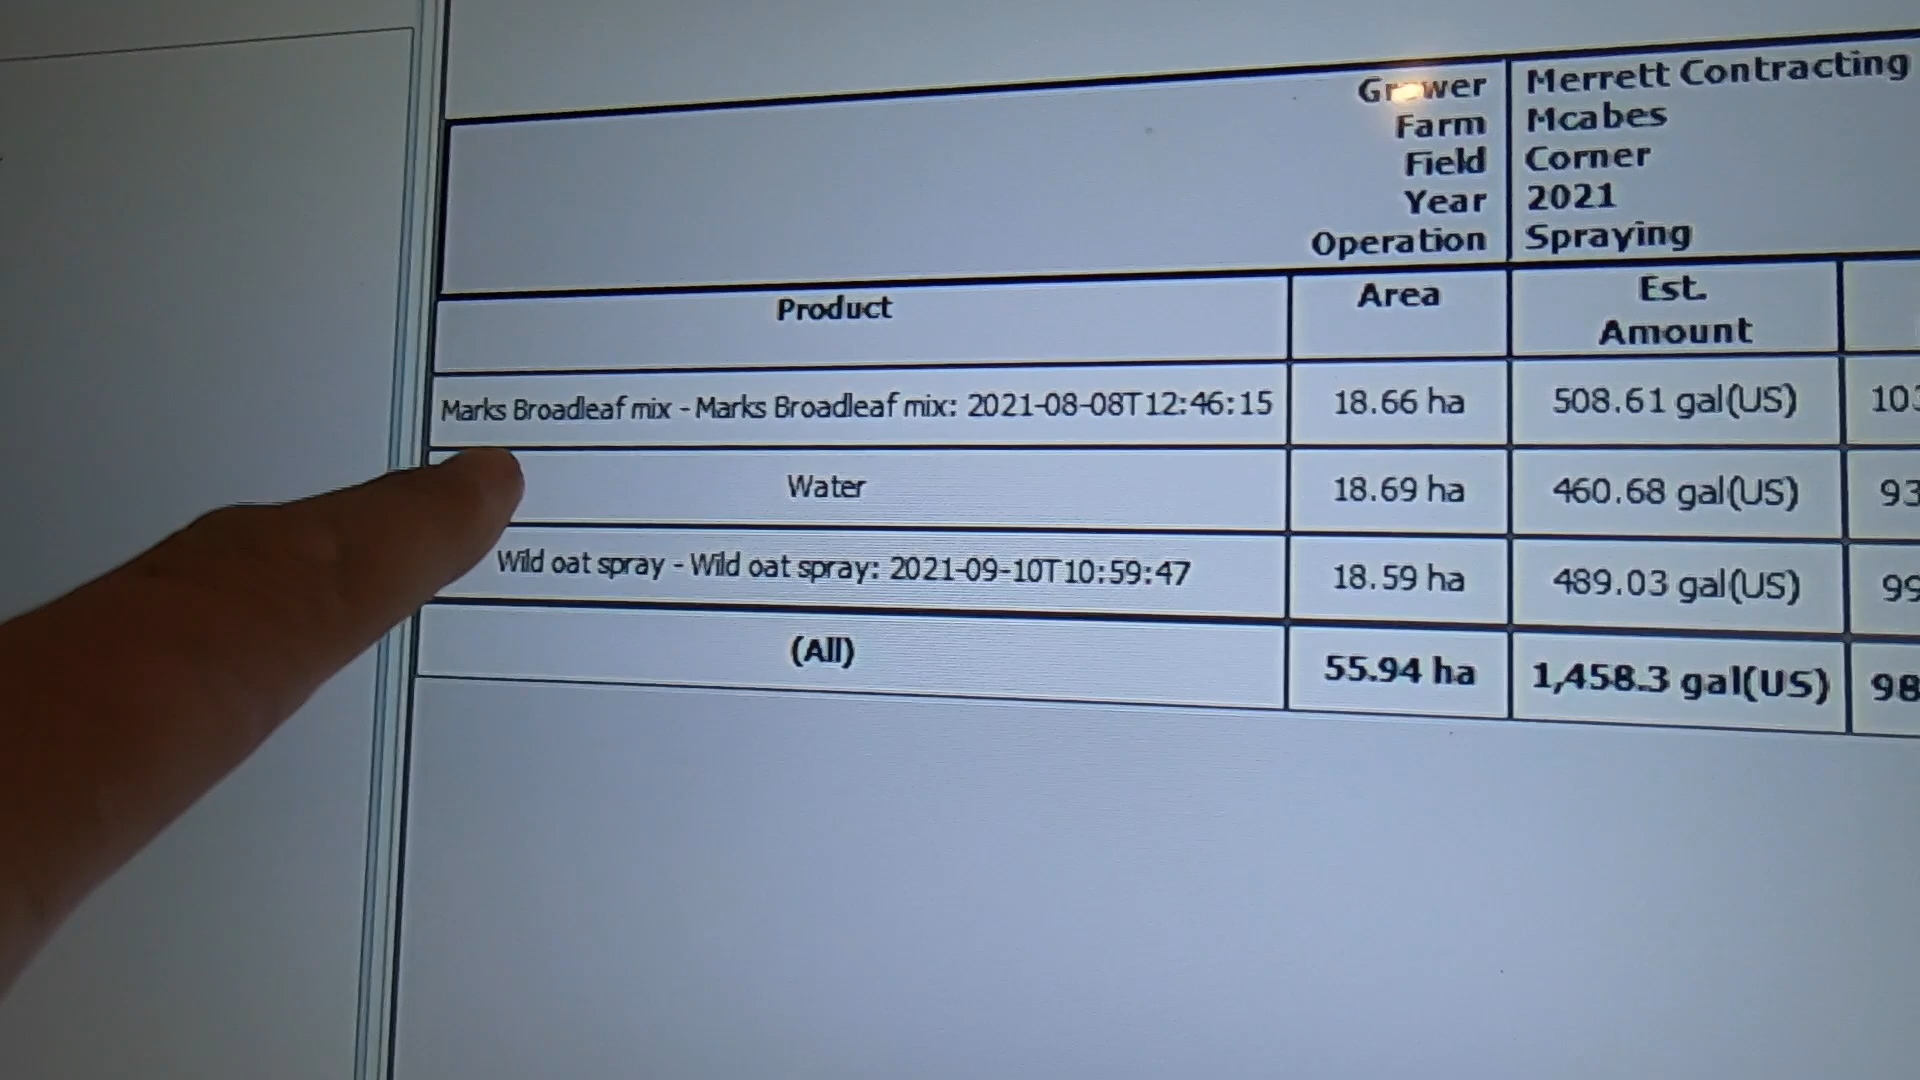 Grower Merrett Contracting
Farm Mcabes
Field Corner
Year 2021
Operation Spraying
Product Area Est. Amount
Marks Broadleaf mix - Marks Broadleaf mix: 2021-08-08T12:46:15 18.66 ha 508.61 gal(US) 103
Water 18.69 ha 460.68 gal(US) 93
Wild oat spray - Wild oat spray: 2021-09-10T10:59:47 18.59 ha 489.03 gal(US) 99
(All) 55.94 ha 1,458.3 gal(US) 98